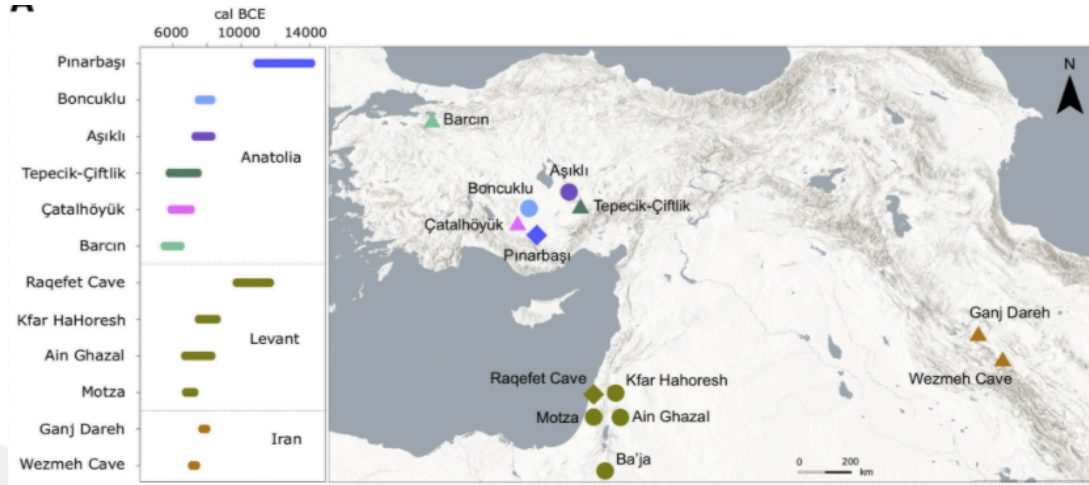 A
cal BCE
6000 10000 14000
Pınarbaşı
Boncuklu
Aşıklı
Anatolia
Tepecik-Çiftlik
Çatalhöyük
Barcın
Raqefet Cave
Kfar HaHoresh
Levant
Ain Ghazal
Motza
Ganj Dareh
Iran
Wezmeh Cave
N
Barcın
Aşıklı
Boncuklu
Tepecik-Çiftlik
Çatalhöyük
Pınarbaşı
Ganj Dareh
Wezmeh Cave
Raqefet Cave Kfar Hahoresh
Motza Ain Ghazal
Ba'ja
0 200
km